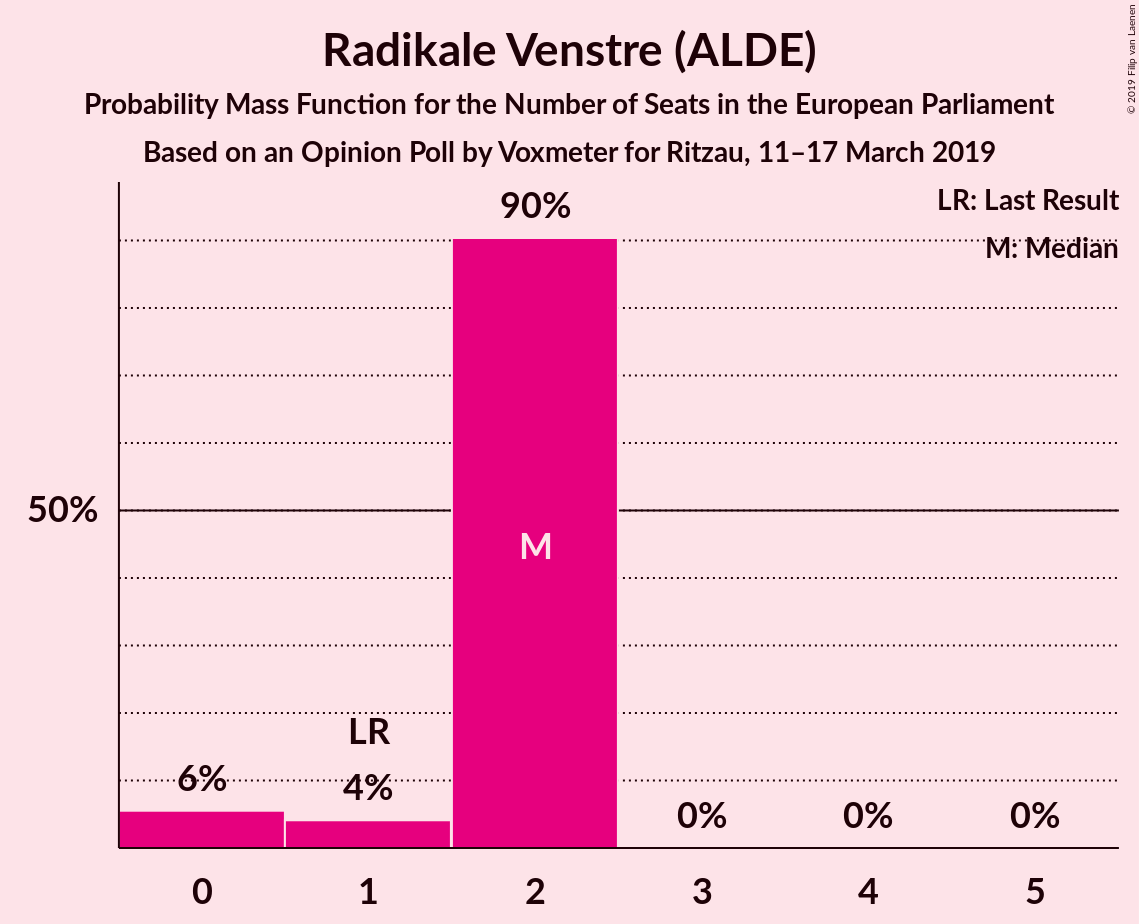 Radikale Venstre (ALDE)
Probability Mass Function for the Number of Seats in the European Parliament
Based on an Opinion Poll by Voxmeter for Ritzau, 11–17 March 2019
© 2019 Filip van Laenen
LR: Last Result
M: Median
90%
50%
M
LR
6%
4%
0%
0%
0%
0
1
2
3
4
5